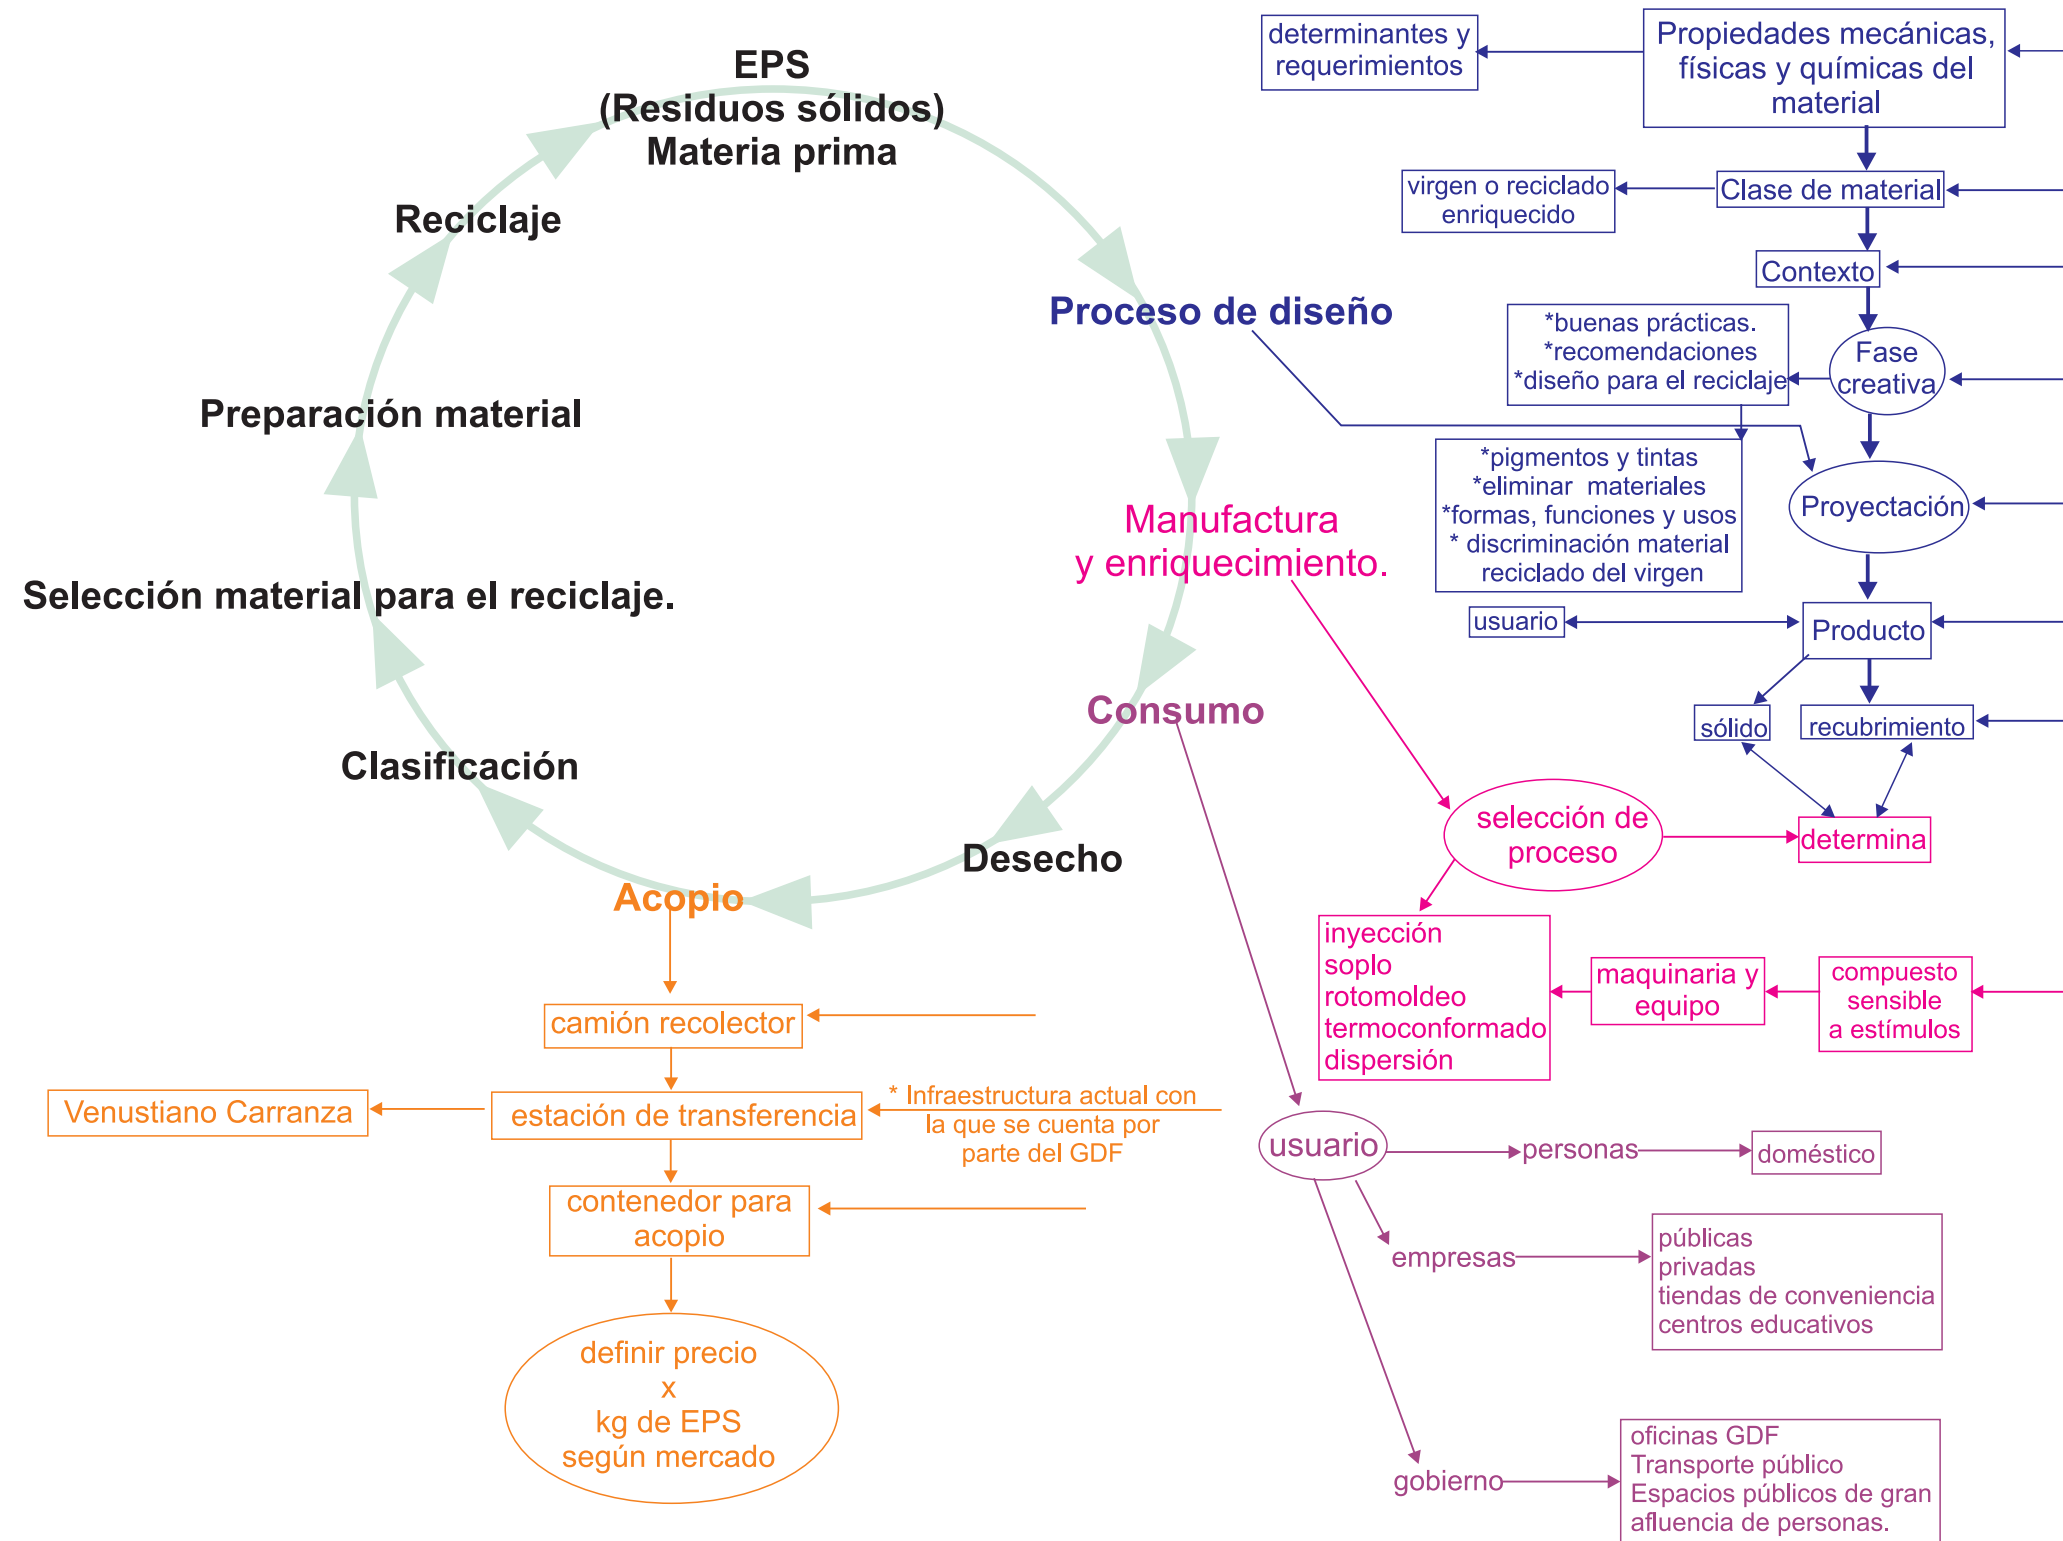 EPS
(Residuos sólidos)
Materia prima
Reciclaje
Preparación material
Selección material para el reciclaje.
Clasificación
Acopio
Desecho
Consumo
Manufactura
y enriquecimiento.
Proceso de diseño
determinantes y
requerimientos
Propiedades mecánicas,
físicas y químicas del
material
virgen o reciclado
enriquecido
Clase de material
Contexto
*buenas prácticas.
*recomendaciones
*diseño para el reciclaje
Fase
creativa
*pigmentos y tintas
*eliminar materiales
*formas, funciones y usos
* discriminación material
reciclado del virgen
Proyectación
usuario
Producto
sólido
recubrimiento
selección de
proceso
determina
inyección
soplo
rotomoldeo
termoconformado
dispersión
maquinaria y
equipo
compuesto
sensible
a estímulos
camión recolector
Venustiano Carranza
estación de transferencia
* Infraestructura actual con
la que se cuenta por
parte del GDF
contenedor para
acopio
definir precio
x
kg de EPS
según mercado
usuario
personas
doméstico
empresas
públicas
privadas
tiendas de conveniencia
centros educativos
gobierno
oficinas GDF
Transporte público
Espacios públicos de gran
afluencia de personas.